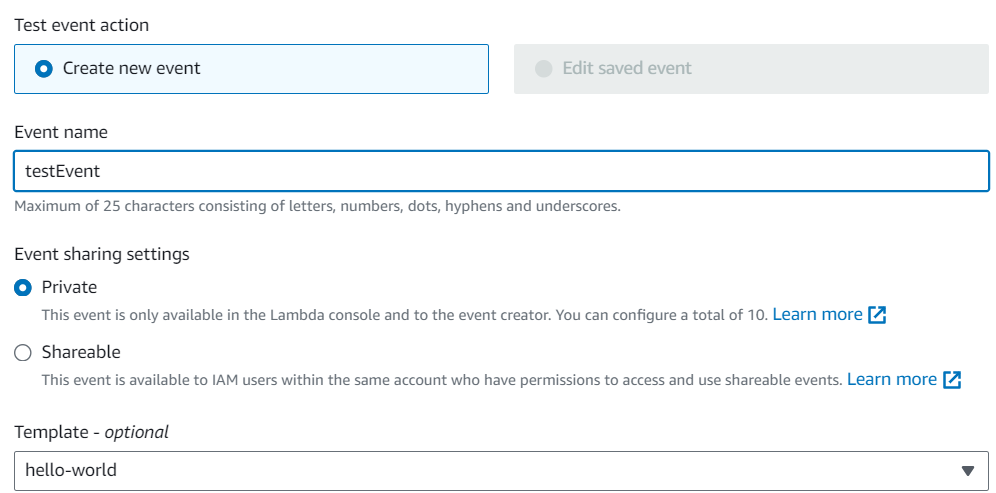 Test event action
Create new event
Edit saved event
Event name
testEvent
Maximum of 25 characters consisting of letters, numbers, dots, hyphens and underscores.
Event sharing settings
Private
This event is only available in the Lambda console and to the event creator. You can configure a total of 10. Learn more
Shareable
This event is available to IAM users within the same account who have permissions to access and use shareable events. Learn more
Template - optional
hello-world